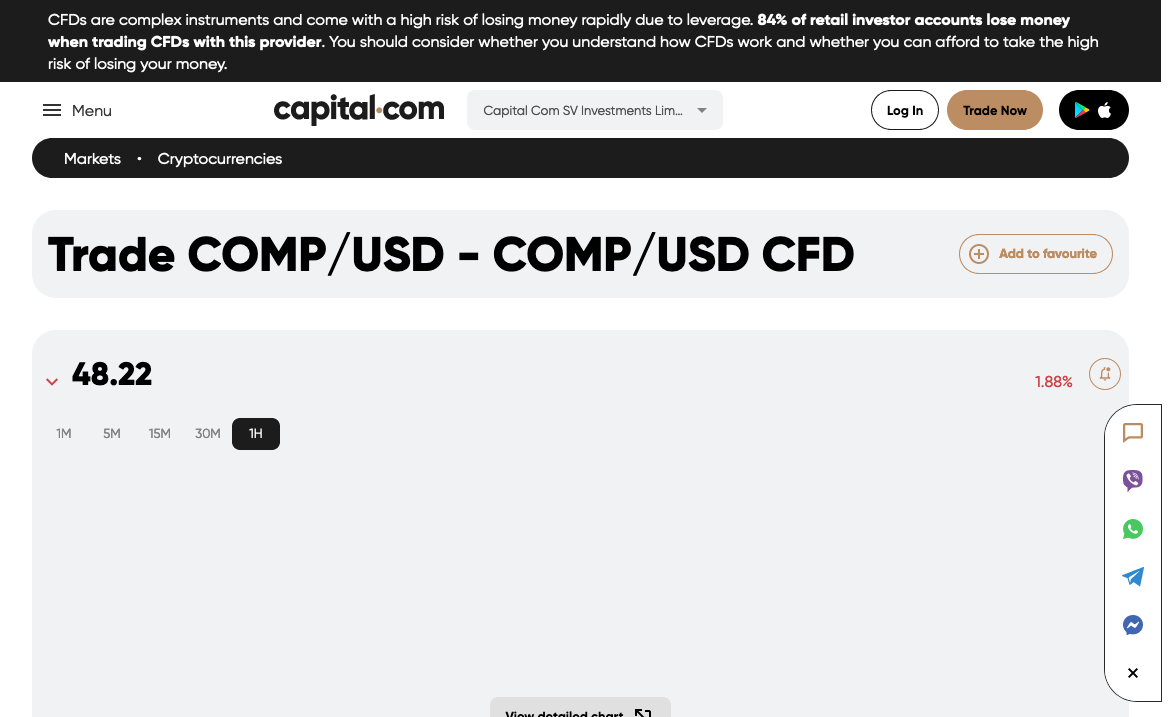 CFDs are complex instruments and come with a high risk of losing money rapidly due to leverage. 84% of retail investor accounts lose money
when trading CFDs with this provider. You should consider whether you understand how CFDs work and whether you can afford to take the high
risk of losing your money.
Menu
capital.com
Capital Com SV Investments Lim...
Log In
Trade Now
Markets • Cryptocurrencies
Trade COMP/USD - COMP/USD CFD
Add to favourite
48.22
1.88%
1M 5M 15M 30M 1H
View detailed chart